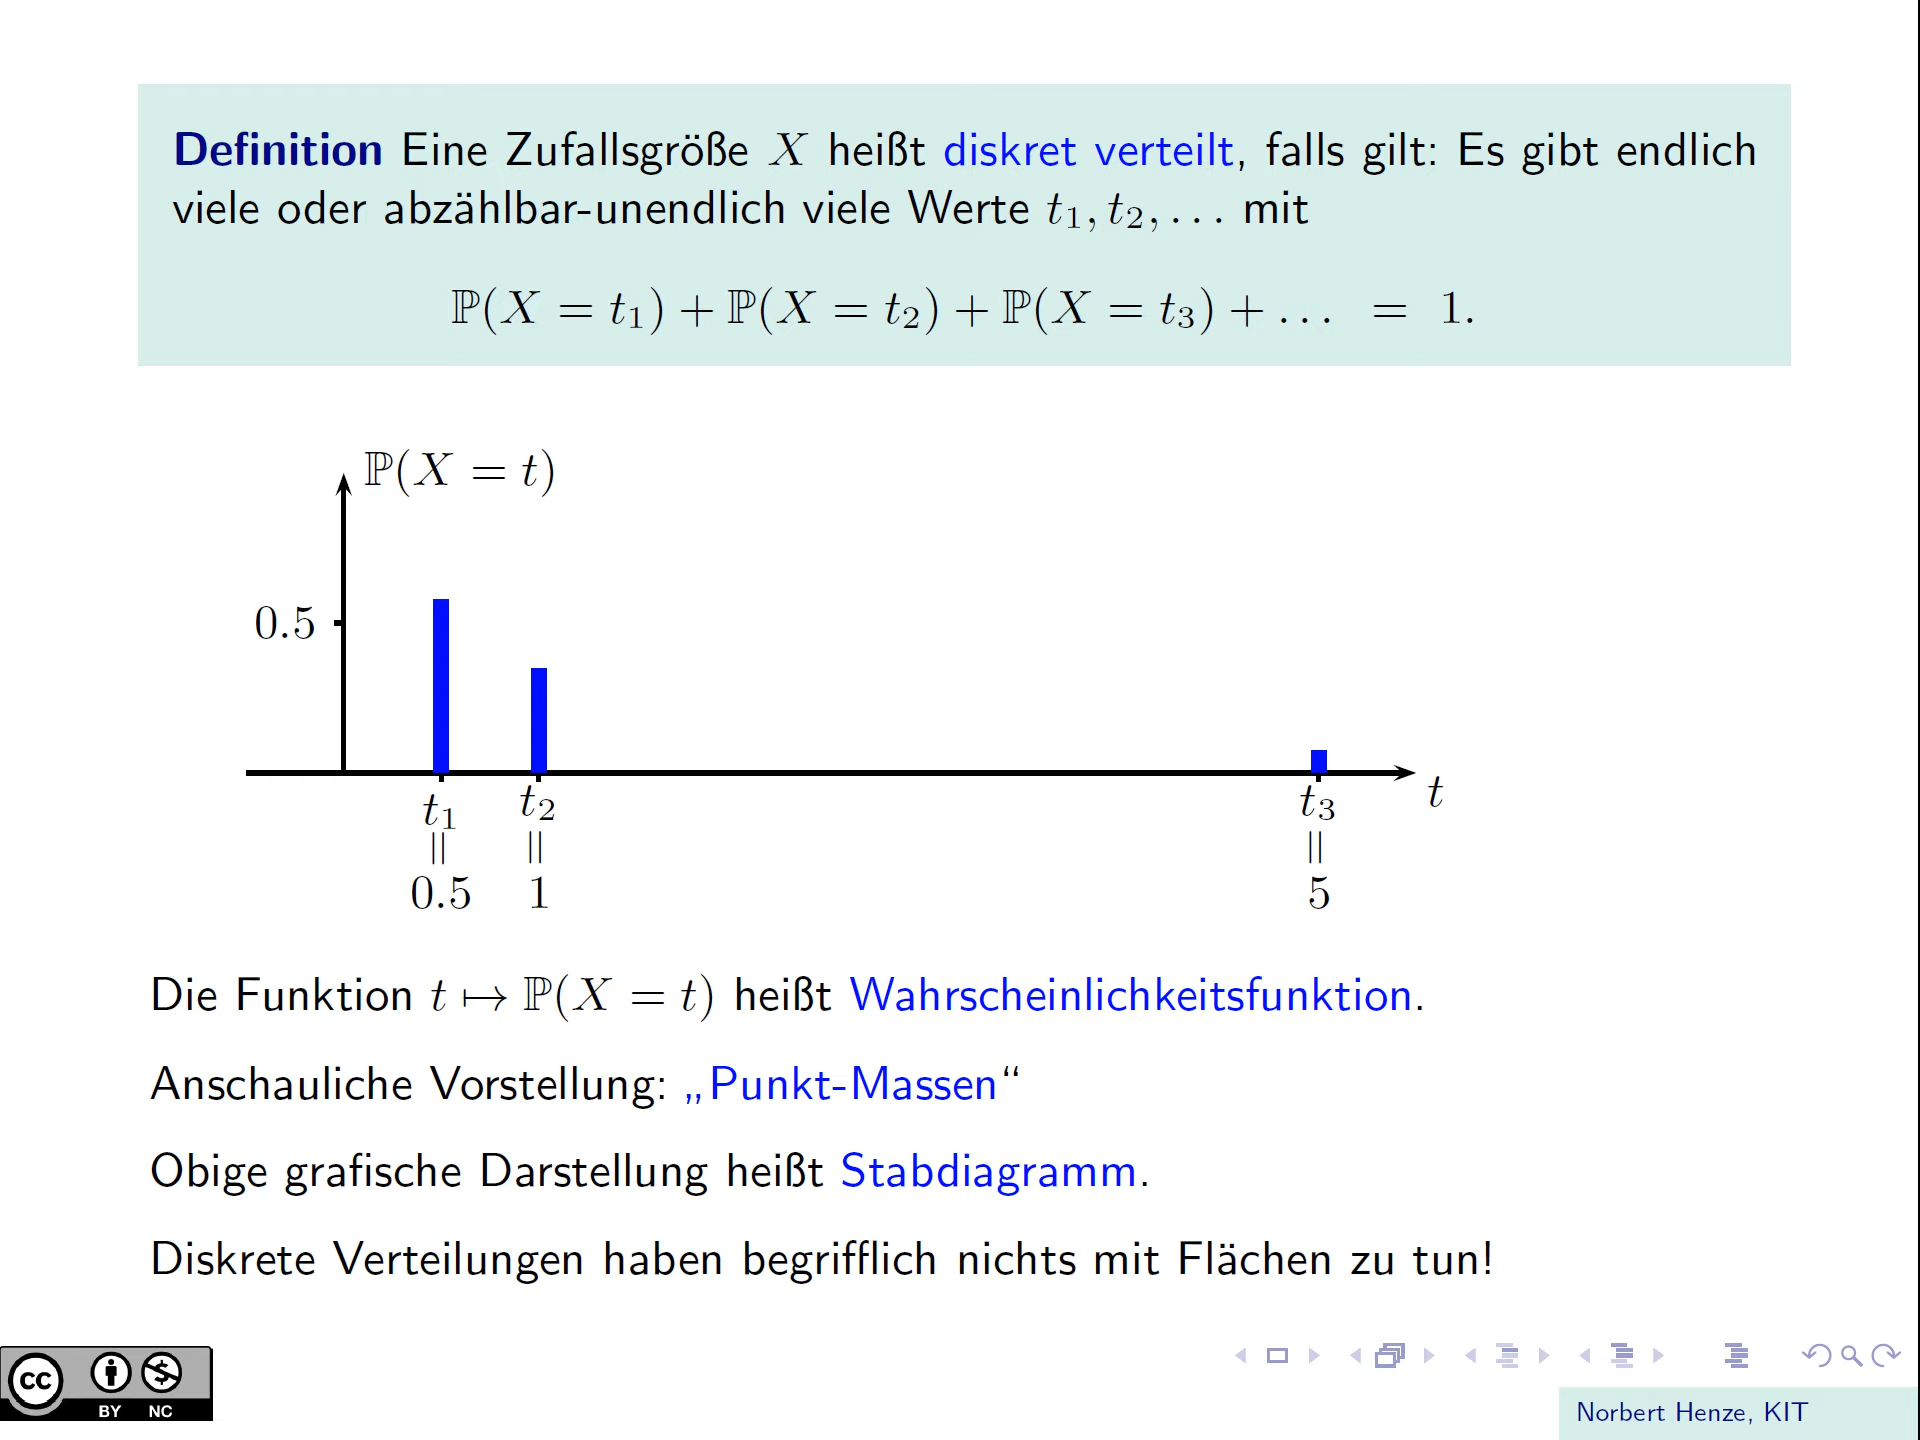 Definition Eine Zufallsgröße X heißt diskret verteilt, falls gilt: Es gibt endlich
viele oder abzählbar-unendlich viele Werte t₁, t₂, . . . mit
ℙ(X = t₁) + ℙ(X = t₂) + ℙ(X = t₃) + . . . = 1.
ℙ(X = t)
0.5
t₁ t₂ t₃ t
|| || ||
0.5 1 5
Die Funktion t ↦ ℙ(X = t) heißt Wahrscheinlichkeitsfunktion.
Anschauliche Vorstellung: „Punkt-Massen“
Obige grafische Darstellung heißt Stabdiagramm.
Diskrete Verteilungen haben begrifflich nichts mit Flächen zu tun!
cc
BY NC
Norbert Henze, KIT